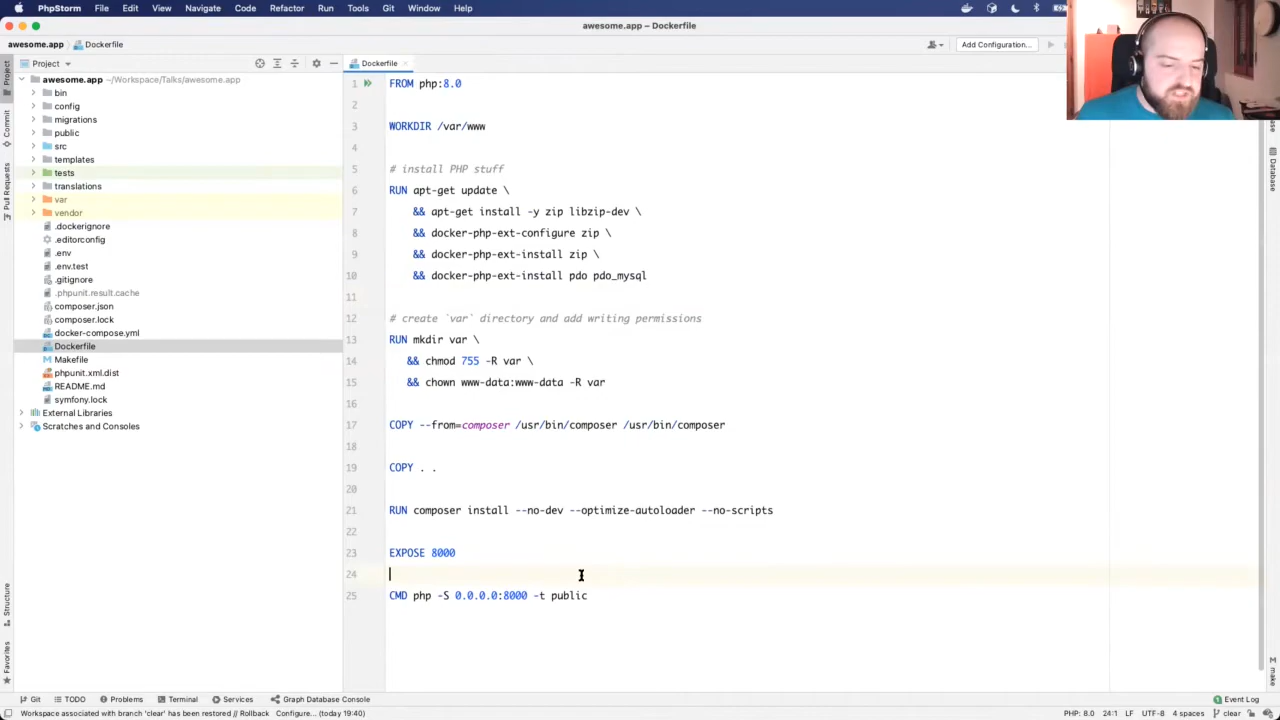 PhpStorm File Edit View Navigate Code Refactor Run Tools Git Window Help
awesome.app – Dockerfile
awesome.app Dockerfile
Add Configuration...
Project
Dockerfile
awesome.app ~/Workspace/Talks/awesome.app
bin
config
migrations
public
src
templates
tests
translations
var
vendor
.dockerignore
.editorconfig
.env
.env.test
.gitignore
.phpunit.result.cache
composer.json
composer.lock
docker-compose.yml
Dockerfile
Makefile
phpunit.xml.dist
README.md
symfony.lock
External Libraries
Scratches and Consoles
Project
Commit
Pull Requests
Structure
Favorites
1 FROM php:8.0
2
3 WORKDIR /var/www
4
5 # install PHP stuff
6 RUN apt-get update \
7 && apt-get install -y zip libzip-dev \
8 && docker-php-ext-configure zip \
9 && docker-php-ext-install zip \
10 && docker-php-ext-install pdo pdo_mysql
11
12 # create `var` directory and add writing permissions
13 RUN mkdir var \
14 && chmod 755 -R var \
15 && chown www-data:www-data -R var
16
17 COPY --from=composer /usr/bin/composer /usr/bin/composer
18
19 COPY . .
20
21 RUN composer install --no-dev --optimize-autoloader --no-scripts
22
23 EXPOSE 8000
24
25 CMD php -S 0.0.0.0:8000 -t public
Database
make
Git TODO Problems Terminal Services Graph Database Console
Event Log
Workspace associated with branch 'clear' has been restored // Rollback Configure... (today 19:40)
PHP: 8.0 24:1 LF UTF-8 4 spaces clear